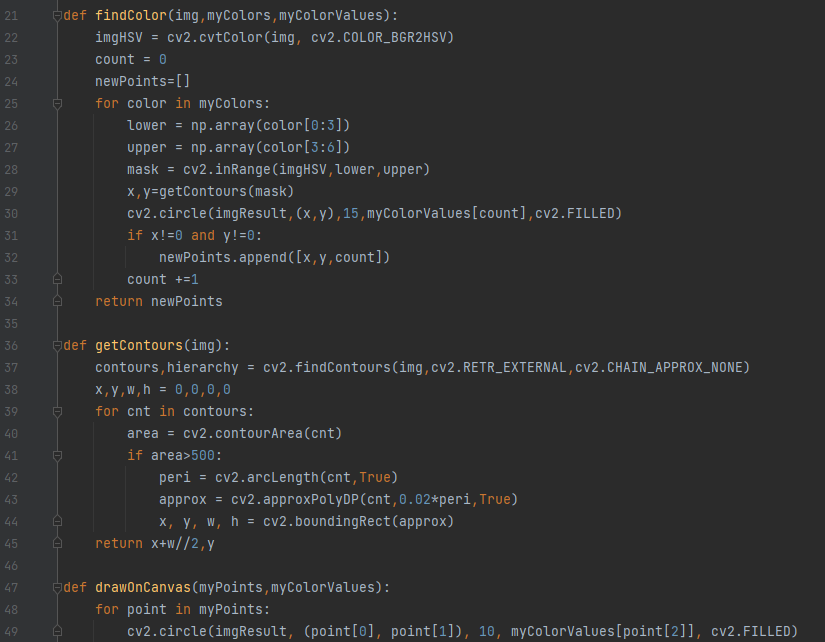 21 def findColor(img,myColors,myColorValues):
22     imgHSV = cv2.cvtColor(img, cv2.COLOR_BGR2HSV)
23     count = 0
24     newPoints=[]
25     for color in myColors:
26         lower = np.array(color[0:3])
27         upper = np.array(color[3:6])
28         mask = cv2.inRange(imgHSV,lower,upper)
29         x,y=getContours(mask)
30         cv2.circle(imgResult,(x,y),15,myColorValues[count],cv2.FILLED)
31         if x!=0 and y!=0:
32             newPoints.append([x,y,count])
33         count +=1
34     return newPoints
35
36 def getContours(img):
37     contours,hierarchy = cv2.findContours(img,cv2.RETR_EXTERNAL,cv2.CHAIN_APPROX_NONE)
38     x,y,w,h = 0,0,0,0
39     for cnt in contours:
40         area = cv2.contourArea(cnt)
41         if area>500:
42             peri = cv2.arcLength(cnt,True)
43             approx = cv2.approxPolyDP(cnt,0.02*peri,True)
44             x, y, w, h = cv2.boundingRect(approx)
45     return x+w//2,y
46
47 def drawOnCanvas(myPoints,myColorValues):
48     for point in myPoints:
49         cv2.circle(imgResult, (point[0], point[1]), 10, myColorValues[point[2]], cv2.FILLED)